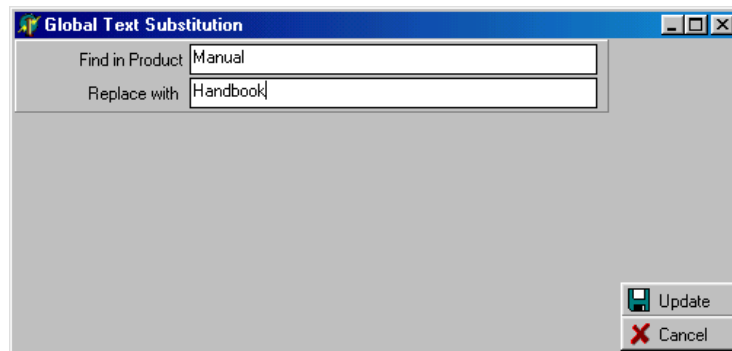 Global Text Substitution
Find in Product Manual
Replace with Handbook
Update
Cancel